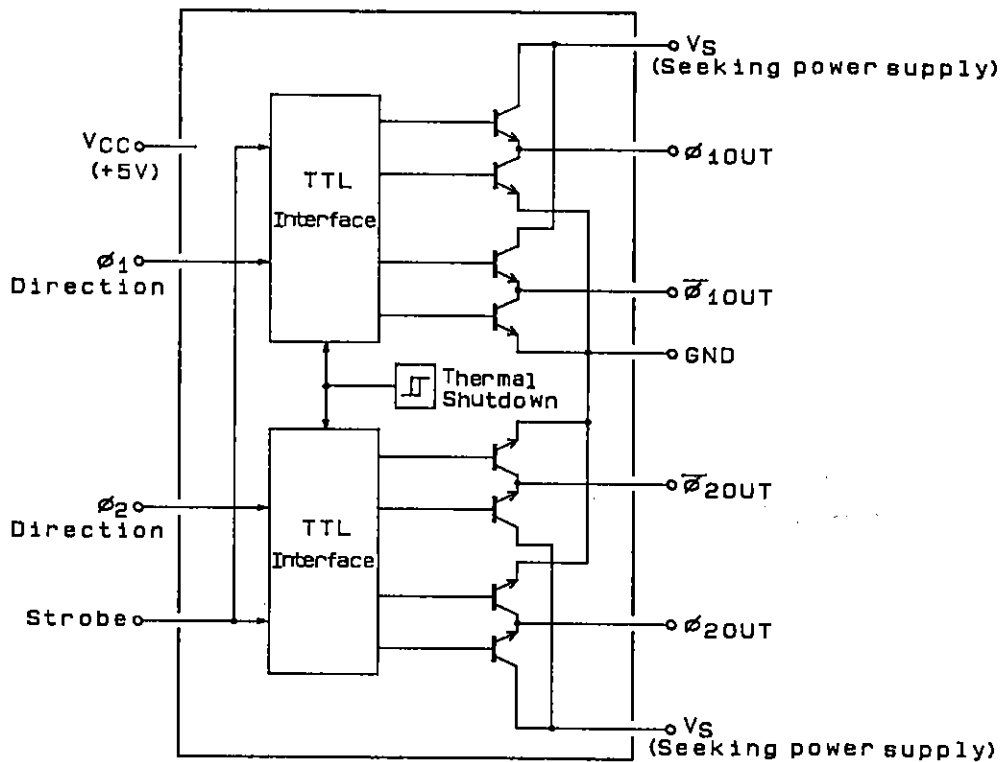 VS
(Seeking power supply)
VCC
(+5V)
TTL
Interface
ø1OUT
ø1
Direction
ø̅1OUT
GND
Thermal
Shutdown
ø2
Direction
TTL
Interface
ø̅2OUT
Strobe
ø2OUT
VS
(Seeking power supply)